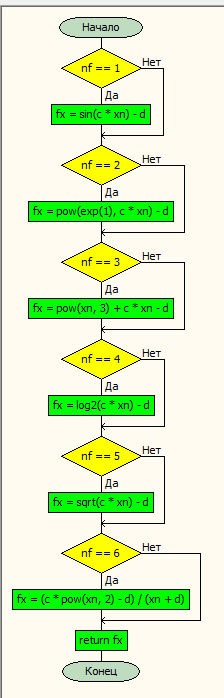 Начало
nf == 1
Нет
Да
fx = sin(c * xn) - d
nf == 2
Нет
Да
fx = pow(exp(1), c * xn) - d
nf == 3
Нет
Да
fx = pow(xn, 3) + c * xn - d
nf == 4
Нет
Да
fx = log2(c * xn) - d
nf == 5
Нет
Да
fx = sqrt(c * xn) - d
nf == 6
Нет
Да
fx = (c * pow(xn, 2) - d) / (xn + d)
return fx
Конец